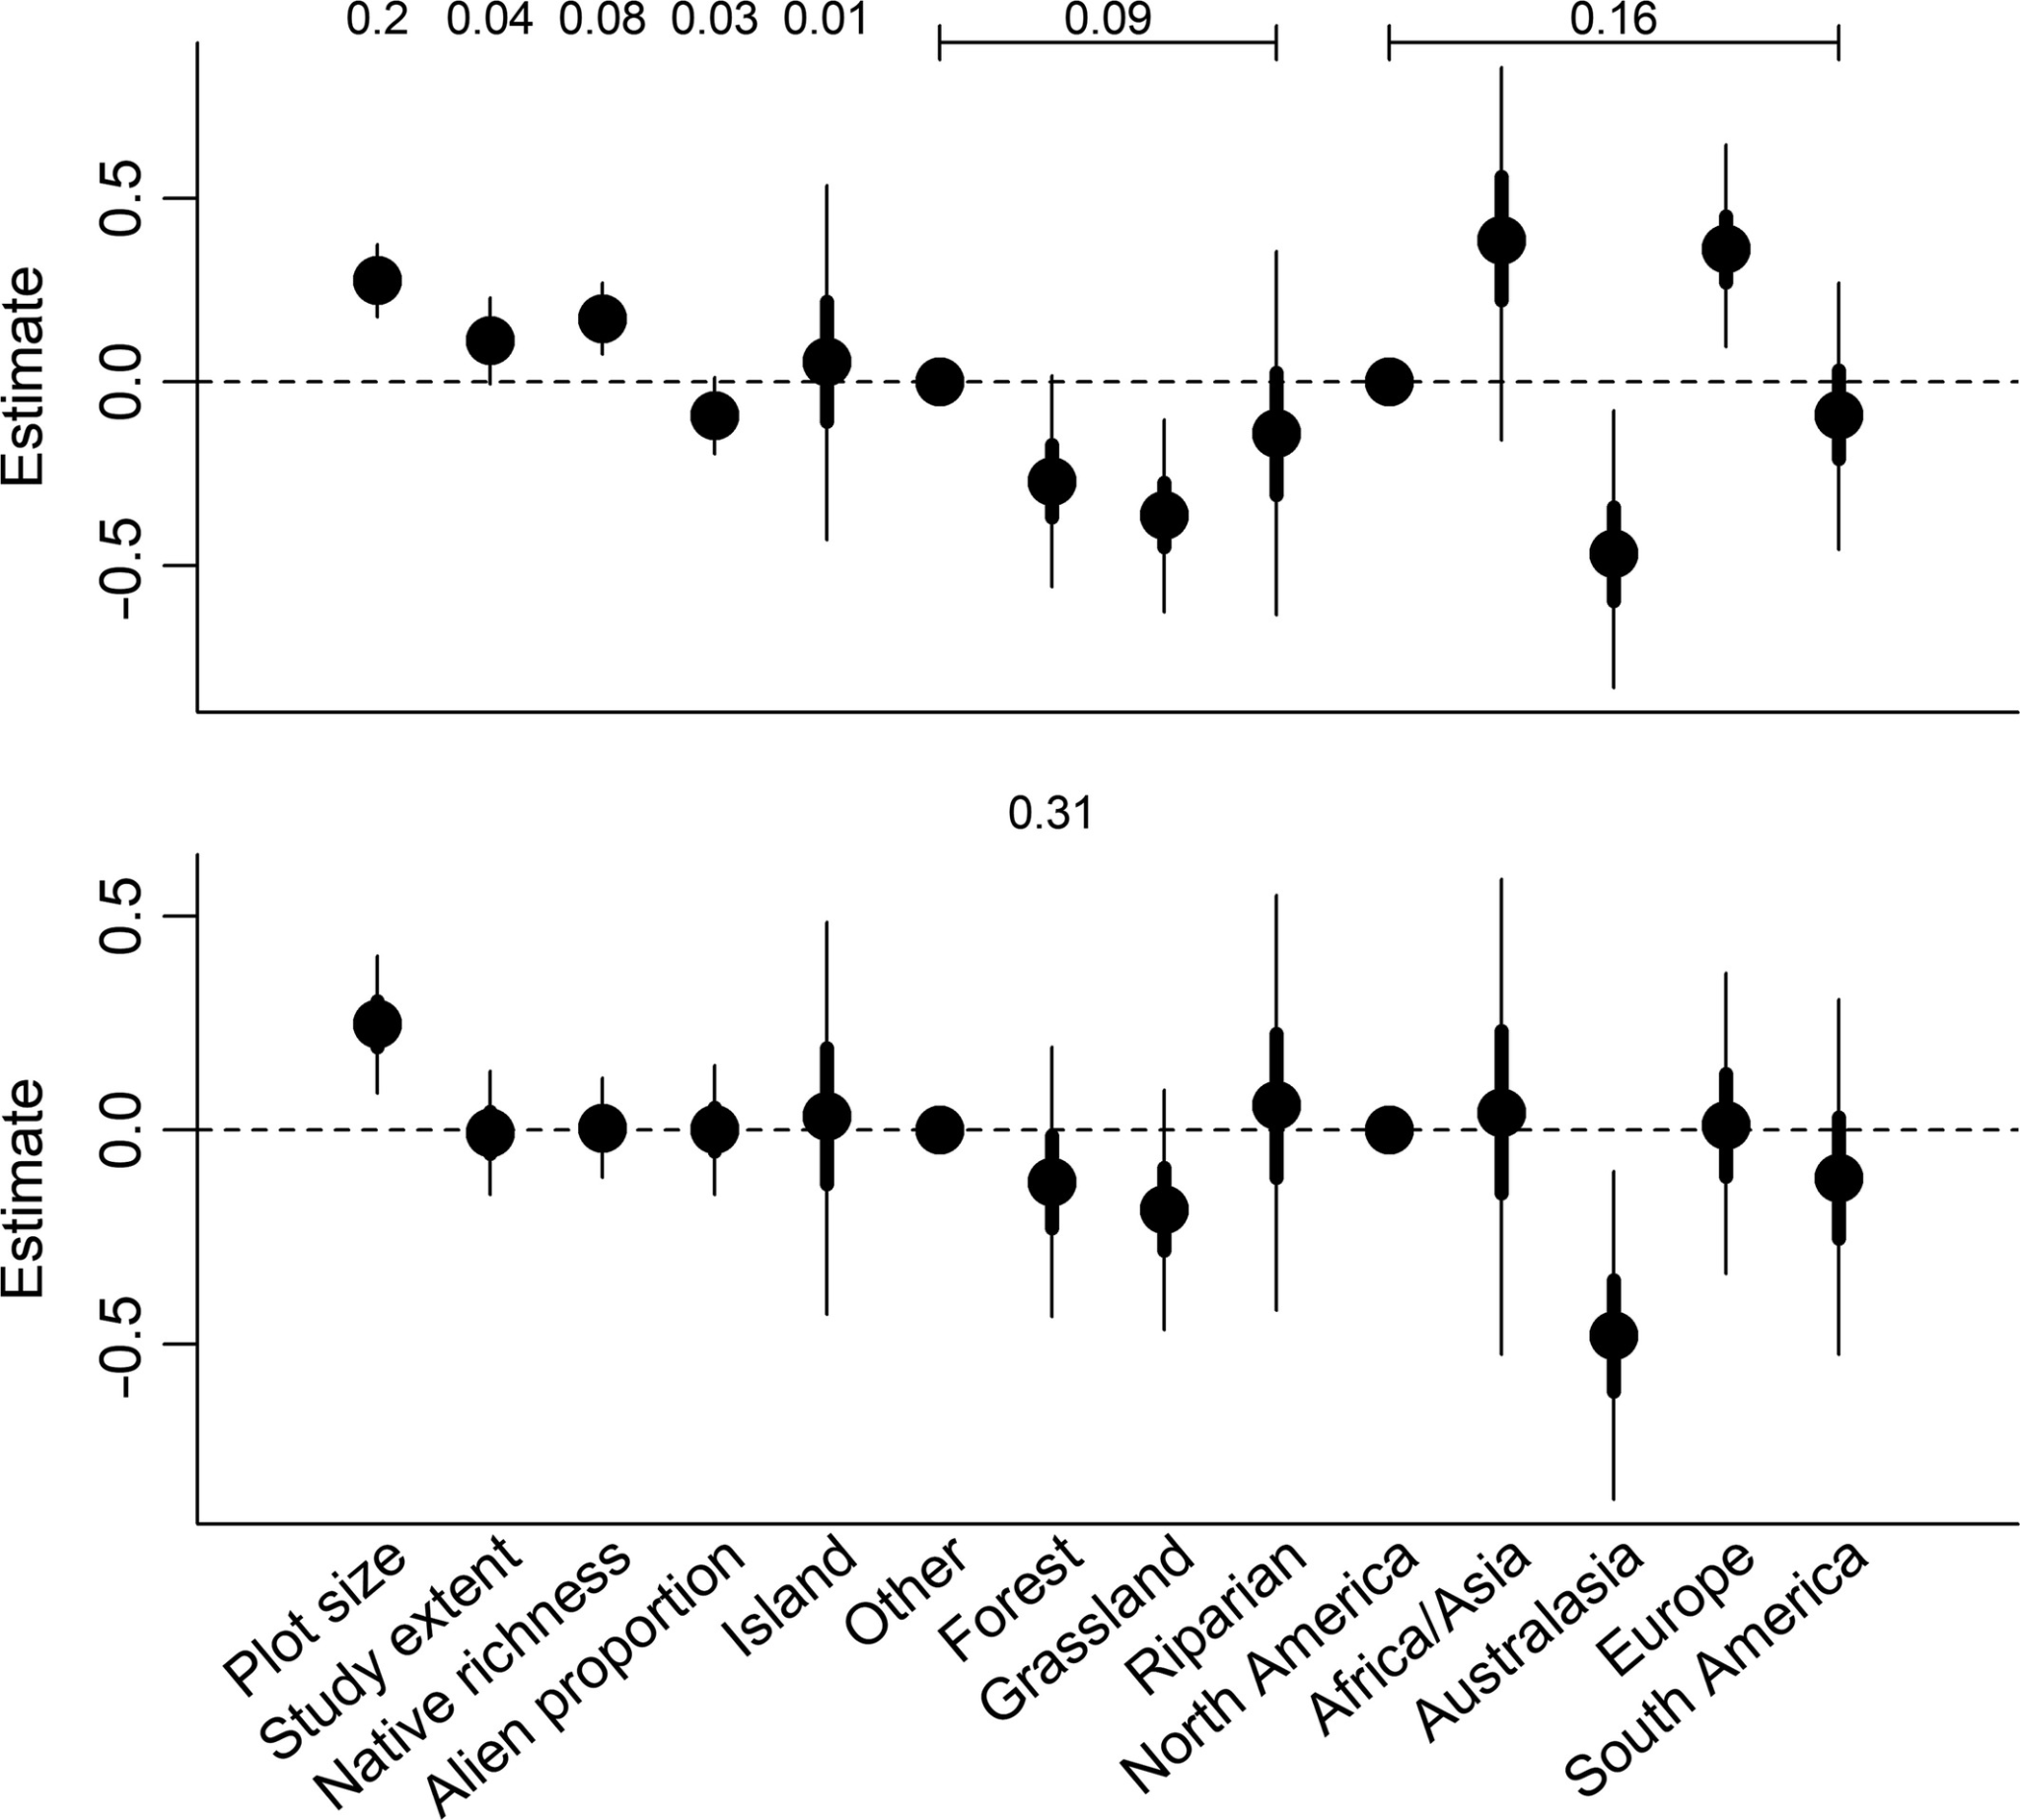 0.2 0.04 0.08 0.03 0.01 0.09 0.16
Estimate
0.5
0.0
-0.5
0.31
Estimate
0.5
0.0
-0.5
Plot size
Study extent
Native richness
Alien proportion
Island
Other
Forest
Grassland
Riparian
North America
Africa/Asia
Australasia
Europe
South America